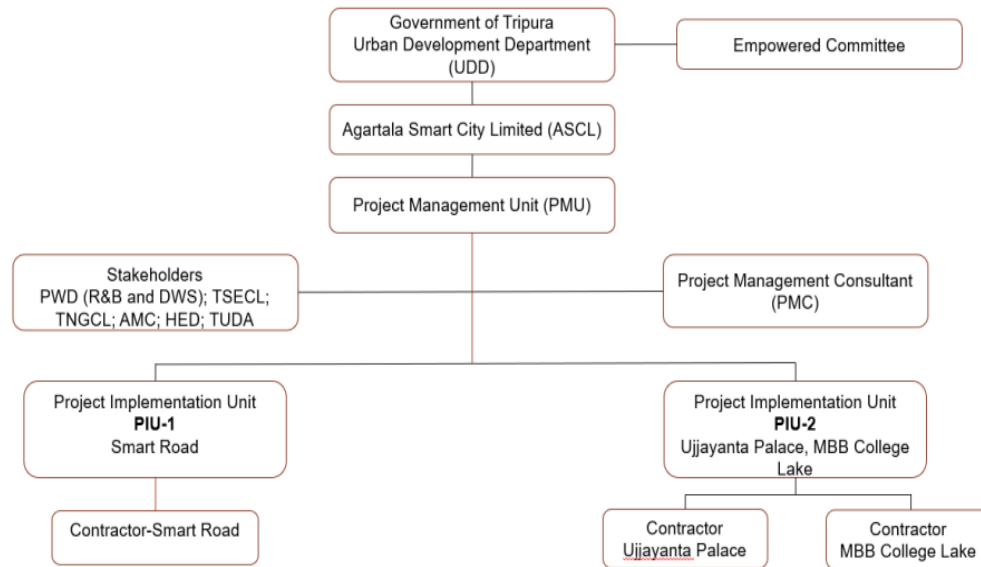 Government of Tripura
Urban Development Department
(UDD)
Empowered Committee
Agartala Smart City Limited (ASCL)
Project Management Unit (PMU)
Stakeholders
PWD (R&B and DWS); TSECL;
TNGCL; AMC; HED; TUDA
Project Management Consultant
(PMC)
Project Implementation Unit
PIU-1
Smart Road
Project Implementation Unit
PIU-2
Ujjayanta Palace, MBB College
Lake
Contractor-Smart Road
Contractor
Ujjayanta Palace
Contractor
MBB College Lake